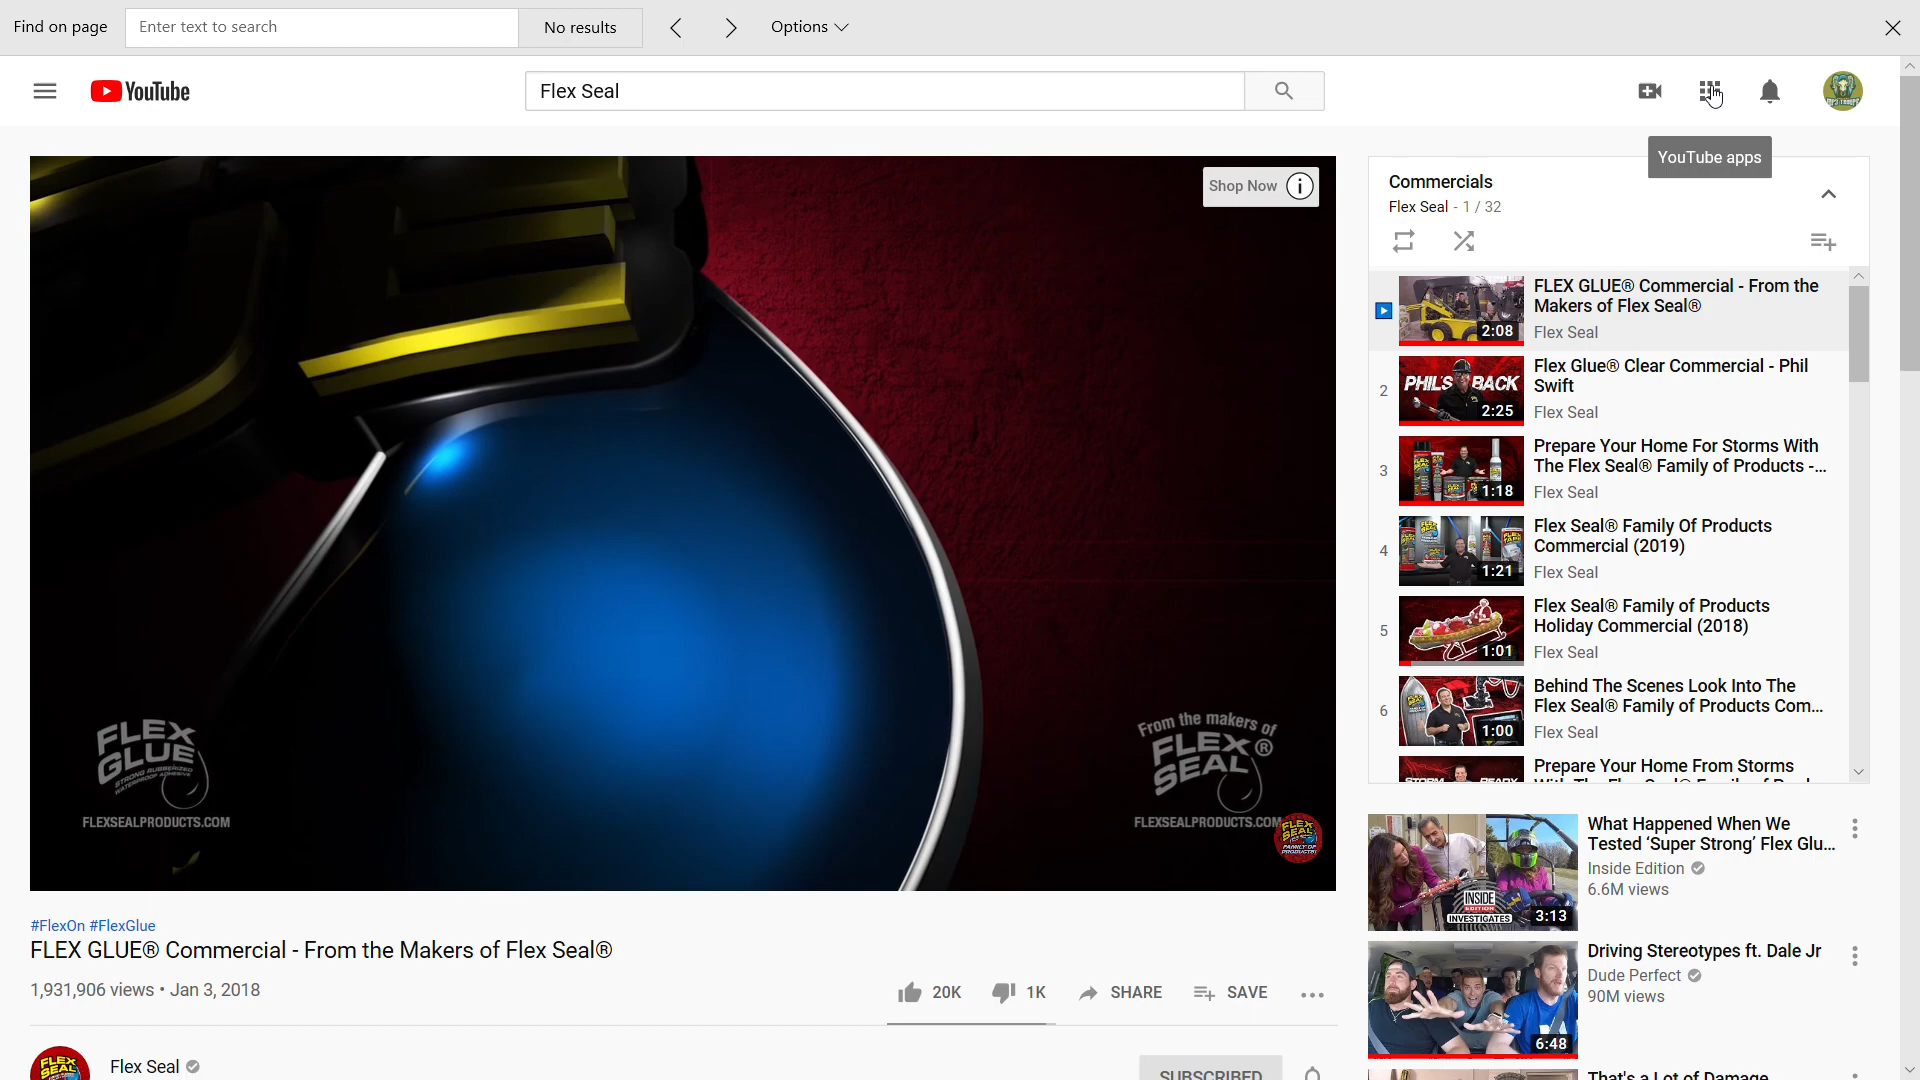 Find on page
Enter text to search
No results
Options
YouTube
Flex Seal
YouTube apps
Shop Now
FLEX
GLUE
STRONG RUBBERIZED
WATERPROOF ADHESIVE
FLEXSEALPRODUCTS.COM
From the makers of
FLEX®
SEAL
FLEXSEALPRODUCTS.COM
FLEX
SEAL
FAMILY OF
PRODUCTS!
#FlexOn #FlexGlue
FLEX GLUE® Commercial - From the Makers of Flex Seal®
1,931,906 views • Jan 3, 2018
20K
1K
SHARE
SAVE
FLEX
SEAL
Flex Seal
SUBSCRIBED
Commercials
Flex Seal - 1 / 32
2:08
FLEX GLUE® Commercial - From the
Makers of Flex Seal®
Flex Seal
2
PHIL'S BACK
2:25
Flex Glue® Clear Commercial - Phil
Swift
Flex Seal
3
1:18
Prepare Your Home For Storms With
The Flex Seal® Family of Products -...
Flex Seal
4
1:21
Flex Seal® Family Of Products
Commercial (2019)
Flex Seal
5
1:01
Flex Seal® Family of Products
Holiday Commercial (2018)
Flex Seal
6
1:00
Behind The Scenes Look Into The
Flex Seal® Family of Products Com...
Flex Seal
Prepare Your Home From Storms
INSIDE
EDITION
INVESTIGATES
3:13
What Happened When We
Tested ‘Super Strong’ Flex Glu...
Inside Edition
6.6M views
6:48
Driving Stereotypes ft. Dale Jr
Dude Perfect
90M views
That's a Lot of Damage